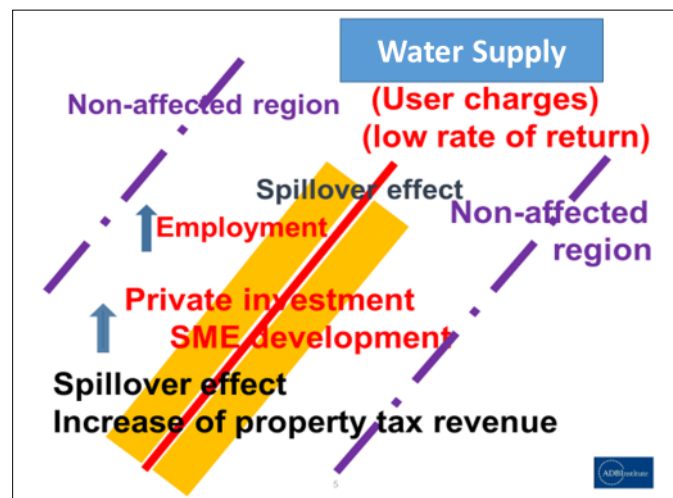 Water Supply
Non-affected region
(User charges)
(low rate of return)
Spillover effect
Non-affected
region
Employment
Private investment
SME development
Spillover effect
Increase of property tax revenue
5
ADBInstitute